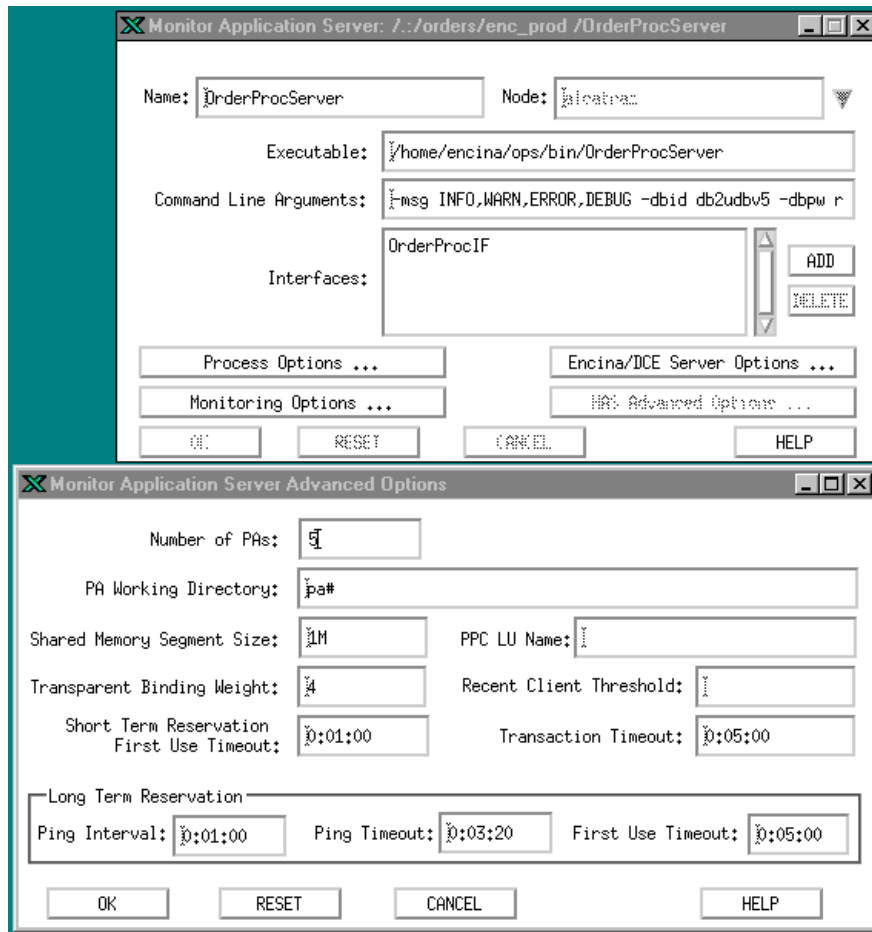 Monitor Application Server: /.:/orders/enc_prod /OrderProcServer
Name: OrderProcServer Node: alcatraz
Executable: /home/encina/ops/bin/OrderProcServer
Command Line Arguments: -msg INFO,WARN,ERROR,DEBUG -dbid db2udbv5 -dbpw r
Interfaces: OrderProcIF
ADD
DELETE
Process Options ... Encina/DCE Server Options ...
Monitoring Options ... MAS Advanced Options ...
OK RESET CANCEL HELP
Monitor Application Server Advanced Options
Number of PAs: 5
PA Working Directory: pa#
Shared Memory Segment Size: 1M PPC LU Name:
Transparent Binding Weight: 4 Recent Client Threshold:
Short Term Reservation
First Use Timeout: 0:01:00 Transaction Timeout: 0:05:00
Long Term Reservation
Ping Interval: 0:01:00 Ping Timeout: 0:03:20 First Use Timeout: 0:05:00
OK RESET CANCEL HELP